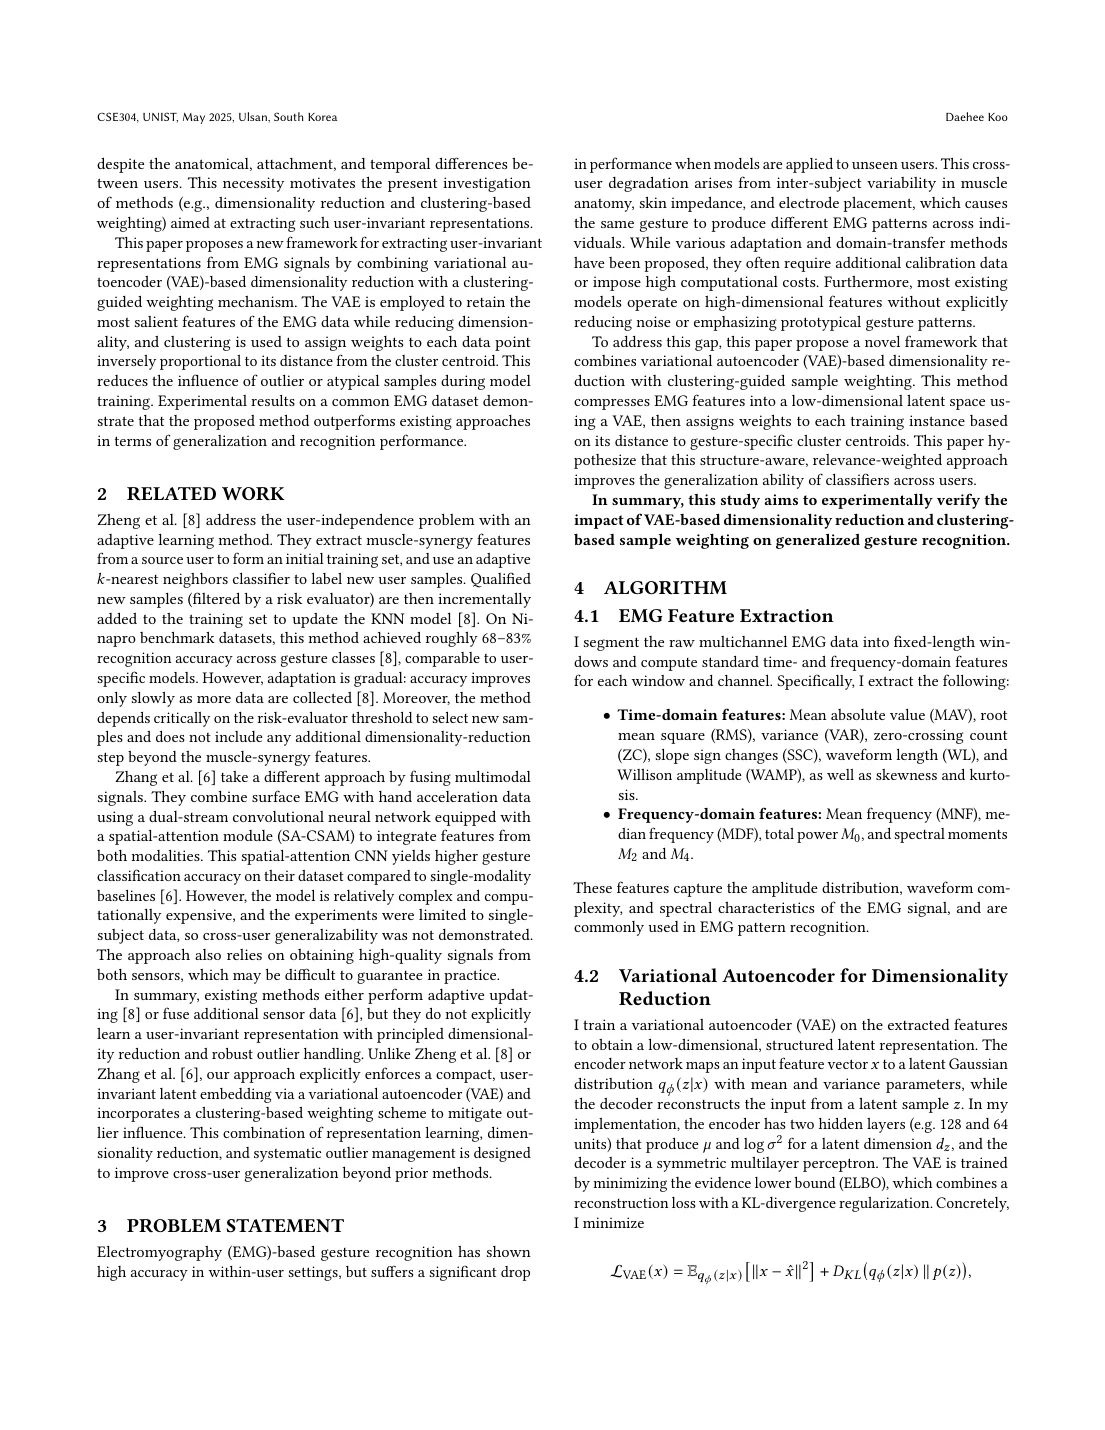 CSE304, UNIST, May 2025, Ulsan, South Korea
Daehee Koo
despite the anatomical, attachment, and temporal differences be-
tween users. This necessity motivates the present investigation
of methods (e.g., dimensionality reduction and clustering-based
weighting) aimed at extracting such user-invariant representations.
This paper proposes a new framework for extracting user-invariant
representations from EMG signals by combining variational au-
toencoder (VAE)-based dimensionality reduction with a clustering-
guided weighting mechanism. The VAE is employed to retain the
most salient features of the EMG data while reducing dimension-
ality, and clustering is used to assign weights to each data point
inversely proportional to its distance from the cluster centroid. This
reduces the influence of outlier or atypical samples during model
training. Experimental results on a common EMG dataset demon-
strate that the proposed method outperforms existing approaches
in terms of generalization and recognition performance.
2 RELATED WORK
Zheng et al. [8] address the user-independence problem with an
adaptive learning method. They extract muscle-synergy features
from a source user to form an initial training set, and use an adaptive
k-nearest neighbors classifier to label new user samples. Qualified
new samples (filtered by a risk evaluator) are then incrementally
added to the training set to update the KNN model [8]. On Ni-
napro benchmark datasets, this method achieved roughly 68–83%
recognition accuracy across gesture classes [8], comparable to user-
specific models. However, adaptation is gradual: accuracy improves
only slowly as more data are collected [8]. Moreover, the method
depends critically on the risk-evaluator threshold to select new sam-
ples and does not include any additional dimensionality-reduction
step beyond the muscle-synergy features.
Zhang et al. [6] take a different approach by fusing multimodal
signals. They combine surface EMG with hand acceleration data
using a dual-stream convolutional neural network equipped with
a spatial-attention module (SA-CSAM) to integrate features from
both modalities. This spatial-attention CNN yields higher gesture
classification accuracy on their dataset compared to single-modality
baselines [6]. However, the model is relatively complex and compu-
tationally expensive, and the experiments were limited to single-
subject data, so cross-user generalizability was not demonstrated.
The approach also relies on obtaining high-quality signals from
both sensors, which may be difficult to guarantee in practice.
In summary, existing methods either perform adaptive updat-
ing [8] or fuse additional sensor data [6], but they do not explicitly
learn a user-invariant representation with principled dimensional-
ity reduction and robust outlier handling. Unlike Zheng et al. [8] or
Zhang et al. [6], our approach explicitly enforces a compact, user-
invariant latent embedding via a variational autoencoder (VAE) and
incorporates a clustering-based weighting scheme to mitigate out-
lier influence. This combination of representation learning, dimen-
sionality reduction, and systematic outlier management is designed
to improve cross-user generalization beyond prior methods.
3 PROBLEM STATEMENT
Electromyography (EMG)-based gesture recognition has shown
high accuracy in within-user settings, but suffers a significant drop
in performance when models are applied to unseen users. This cross-
user degradation arises from inter-subject variability in muscle
anatomy, skin impedance, and electrode placement, which causes
the same gesture to produce different EMG patterns across indi-
viduals. While various adaptation and domain-transfer methods
have been proposed, they often require additional calibration data
or impose high computational costs. Furthermore, most existing
models operate on high-dimensional features without explicitly
reducing noise or emphasizing prototypical gesture patterns.
To address this gap, this paper propose a novel framework that
combines variational autoencoder (VAE)-based dimensionality re-
duction with clustering-guided sample weighting. This method
compresses EMG features into a low-dimensional latent space us-
ing a VAE, then assigns weights to each training instance based
on its distance to gesture-specific cluster centroids. This paper hy-
pothesize that this structure-aware, relevance-weighted approach
improves the generalization ability of classifiers across users.
In summary, this study aims to experimentally verify the
impact of VAE-based dimensionality reduction and clustering-
based sample weighting on generalized gesture recognition.
4 ALGORITHM
4.1 EMG Feature Extraction
I segment the raw multichannel EMG data into fixed-length win-
dows and compute standard time- and frequency-domain features
for each window and channel. Specifically, I extract the following:
• Time-domain features: Mean absolute value (MAV), root
mean square (RMS), variance (VAR), zero-crossing count
(ZC), slope sign changes (SSC), waveform length (WL), and
Willison amplitude (WAMP), as well as skewness and kurto-
sis.
• Frequency-domain features: Mean frequency (MNF), me-
dian frequency (MDF), total power M₀, and spectral moments
M₂ and M₄.
These features capture the amplitude distribution, waveform com-
plexity, and spectral characteristics of the EMG signal, and are
commonly used in EMG pattern recognition.
4.2 Variational Autoencoder for Dimensionality
Reduction
I train a variational autoencoder (VAE) on the extracted features
to obtain a low-dimensional, structured latent representation. The
encoder network maps an input feature vector x to a latent Gaussian
distribution qϕ(z|x) with mean and variance parameters, while
the decoder reconstructs the input from a latent sample z. In my
implementation, the encoder has two hidden layers (e.g. 128 and 64
units) that produce μ and log σ² for a latent dimension d_z, and the
decoder is a symmetric multilayer perceptron. The VAE is trained
by minimizing the evidence lower bound (ELBO), which combines a
reconstruction loss with a KL-divergence regularization. Concretely,
I minimize
ℒ_VAE(x) = 𝔼_qϕ(z|x)[‖x − x̂‖²] + D_KL(qϕ(z|x) ‖ p(z)),